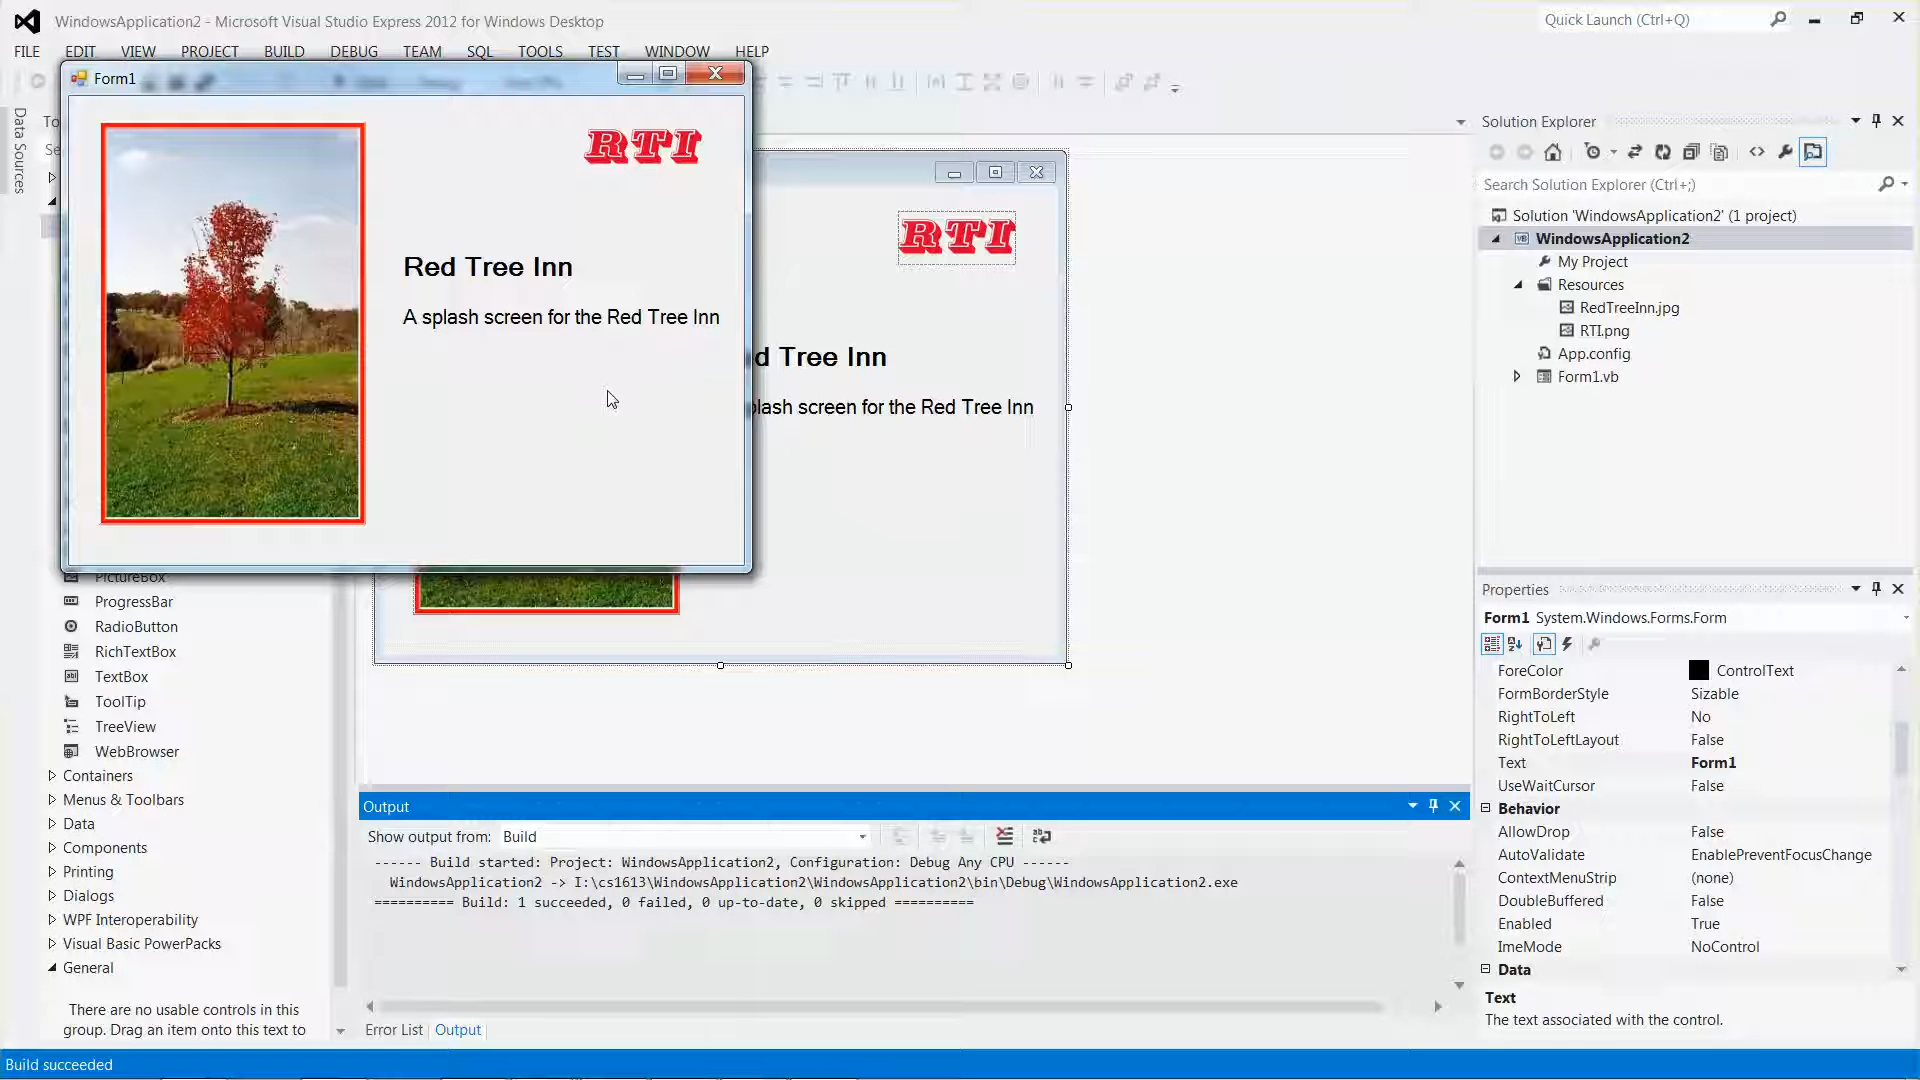 WindowsApplication2 - Microsoft Visual Studio Express 2012 for Windows Desktop
Quick Launch (Ctrl+Q)
FILE EDIT VIEW PROJECT BUILD DEBUG TEAM SQL TOOLS TEST WINDOW HELP
Form1
Data Sources
To
Se
RTI
Red Tree Inn
A splash screen for the Red Tree Inn
RTI
d Tree Inn
lash screen for the Red Tree Inn
PictureBox
ProgressBar
RadioButton
RichTextBox
TextBox
ToolTip
TreeView
WebBrowser
Containers
Menus & Toolbars
Data
Components
Printing
Dialogs
WPF Interoperability
Visual Basic PowerPacks
General
There are no usable controls in this
group. Drag an item onto this text to
Output
Show output from: Build
------ Build started: Project: WindowsApplication2, Configuration: Debug Any CPU ------
WindowsApplication2 -> I:\cs1613\WindowsApplication2\WindowsApplication2\bin\Debug\WindowsApplication2.exe
========== Build: 1 succeeded, 0 failed, 0 up-to-date, 0 skipped ==========
Error List Output
Solution Explorer
Search Solution Explorer (Ctrl+;)
Solution 'WindowsApplication2' (1 project)
VB WindowsApplication2
My Project
Resources
RedTreeInn.jpg
RTI.png
App.config
Form1.vb
Properties
Form1 System.Windows.Forms.Form
ForeColor ControlText
FormBorderStyle Sizable
RightToLeft No
RightToLeftLayout False
Text Form1
UseWaitCursor False
Behavior
AllowDrop False
AutoValidate EnablePreventFocusChange
ContextMenuStrip (none)
DoubleBuffered False
Enabled True
ImeMode NoControl
Data
Text
The text associated with the control.
Build succeeded